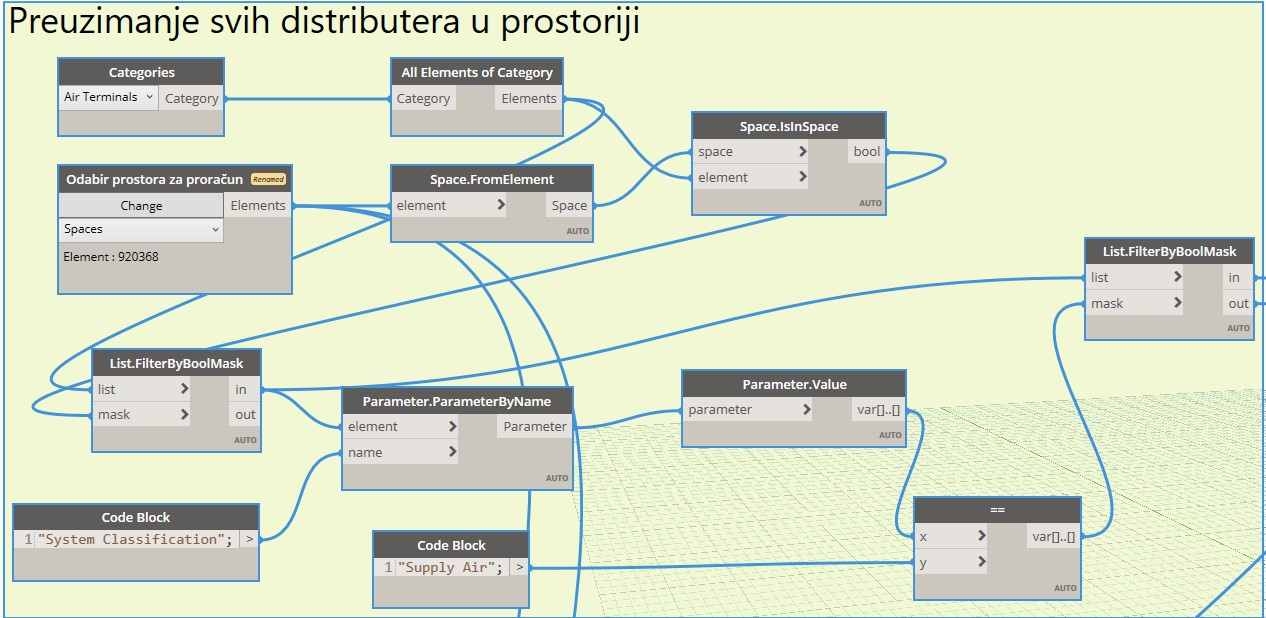 Preuzimanje svih distributera u prostoriji
Categories
Air Terminals
Category
All Elements of Category
Category
Elements
Space.IsInSpace
space
bool
element
AUTO
Odabir prostora za proračun
Renamed
Change
Elements
Spaces
Element : 920368
Space.FromElement
element
Space
AUTO
List.FilterByBoolMask
list
in
mask
out
AUTO
List.FilterByBoolMask
list
in
mask
out
AUTO
Parameter.ParameterByName
element
Parameter
name
AUTO
Parameter.Value
parameter
var[]..[]
AUTO
Code Block
1 "System Classification"; >
Code Block
1 "Supply Air"; >
==
x
var[]..[]
y
AUTO